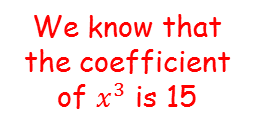 We know that
the coefficient
of x³ is 15